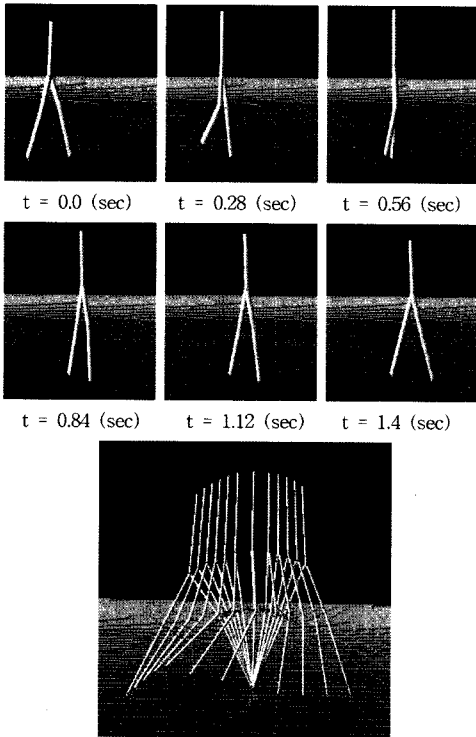 t = 0.0 (sec) t = 0.28 (sec) t = 0.56 (sec)
t = 0.84 (sec) t = 1.12 (sec) t = 1.4 (sec)